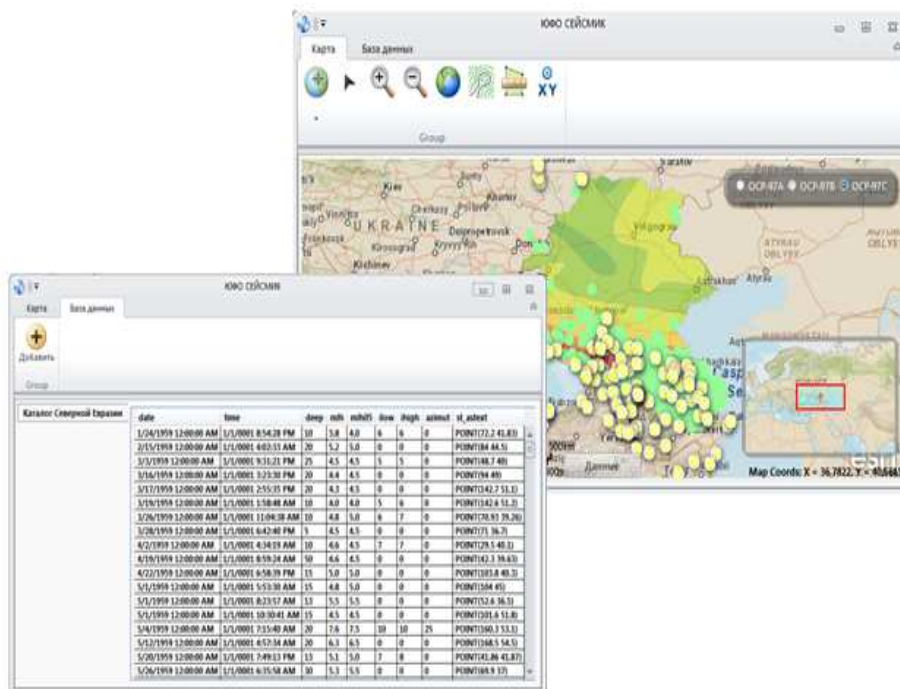 ЮФО СЕЙСМИК
Карта База данных
XY
Group
Saratov
ОСР-97A ОСР-97B ОСР-97C
Kiev
Sumy
Kharkov
Cherkasy
UKRAINE
Volgograd
ATYRAU
OBLYSY
Dnipropetrovsk
Kirovograd
Kryvyy Rih
Kishinev
Astrakhan
Atyrau
Map Coords: X = 36,7822, Y =
ЮФО СЕЙСМИК
Карта База данных
Добавить
Group
Каталог Северной Евразии
date time deep mlh ilow ihigh azimut st_astext
1/24/1959 12:00:00 AM 1/1/0001 8:54:28 PM 10 3.8 4.0 6 6 0 POINT(72.2 41.83)
2/15/1959 12:00:00 AM 1/1/0001 4:02:33 AM 20 5.2 5.0 0 0 0 POINT(84 44.5)
3/3/1959 12:00:00 AM 1/1/0001 9:31:21 PM 25 4.5 4.5 5 5 0 POINT(48.7 40)
3/16/1959 12:00:00 AM 1/1/0001 3:23:30 PM 20 4.4 4.5 0 0 0 POINT(94 49)
3/17/1959 12:00:00 AM 1/1/0001 2:55:35 PM 20 4.3 4.5 0 0 0 POINT(142.7 51.1)
3/19/1959 12:00:00 AM 1/1/0001 1:50:48 AM 10 4.0 4.0 5 6 0 POINT(142.6 51.2)
3/26/1959 12:00:00 AM 1/1/0001 11:04:38 AM 10 4.8 5.0 6 7 0 POINT(70.93 39.26)
3/28/1959 12:00:00 AM 1/1/0001 6:42:40 PM 5 4.5 4.5 0 0 0 POINT(71 36.7)
4/2/1959 12:00:00 AM 1/1/0001 4:34:19 AM 10 4.6 4.5 7 7 0 POINT(29.5 40.1)
4/19/1959 12:00:00 AM 1/1/0001 8:59:24 AM 50 4.6 4.5 0 0 0 POINT(42.3 39.63)
4/22/1959 12:00:00 AM 1/1/0001 6:58:39 PM 15 5.0 5.0 0 0 0 POINT(103.8 40.3)
5/1/1959 12:00:00 AM 1/1/0001 5:53:30 AM 15 4.8 5.0 0 0 0 POINT(104 45)
5/1/1959 12:00:00 AM 1/1/0001 8:23:57 AM 13 5.5 5.5 0 0 0 POINT(52.6 36.5)
5/1/1959 12:00:00 AM 1/1/0001 10:30:41 AM 15 4.5 4.5 0 0 0 POINT(101.6 51.8)
5/4/1959 12:00:00 AM 1/1/0001 7:15:40 AM 20 7.6 7.5 10 10 25 POINT(160.3 53.1)
5/12/1959 12:00:00 AM 1/1/0001 4:57:34 AM 20 6.3 6.5 0 0 0 POINT(168.5 54.5)
5/20/1959 12:00:00 AM 1/1/0001 7:49:13 PM 13 5.1 5.0 7 8 0 POINT(41.86 41.87)
5/26/1959 12:00:00 AM 1/1/0001 6:35:58 AM 30 5.3 5.5 0 0 0 POINT(69.9 37)